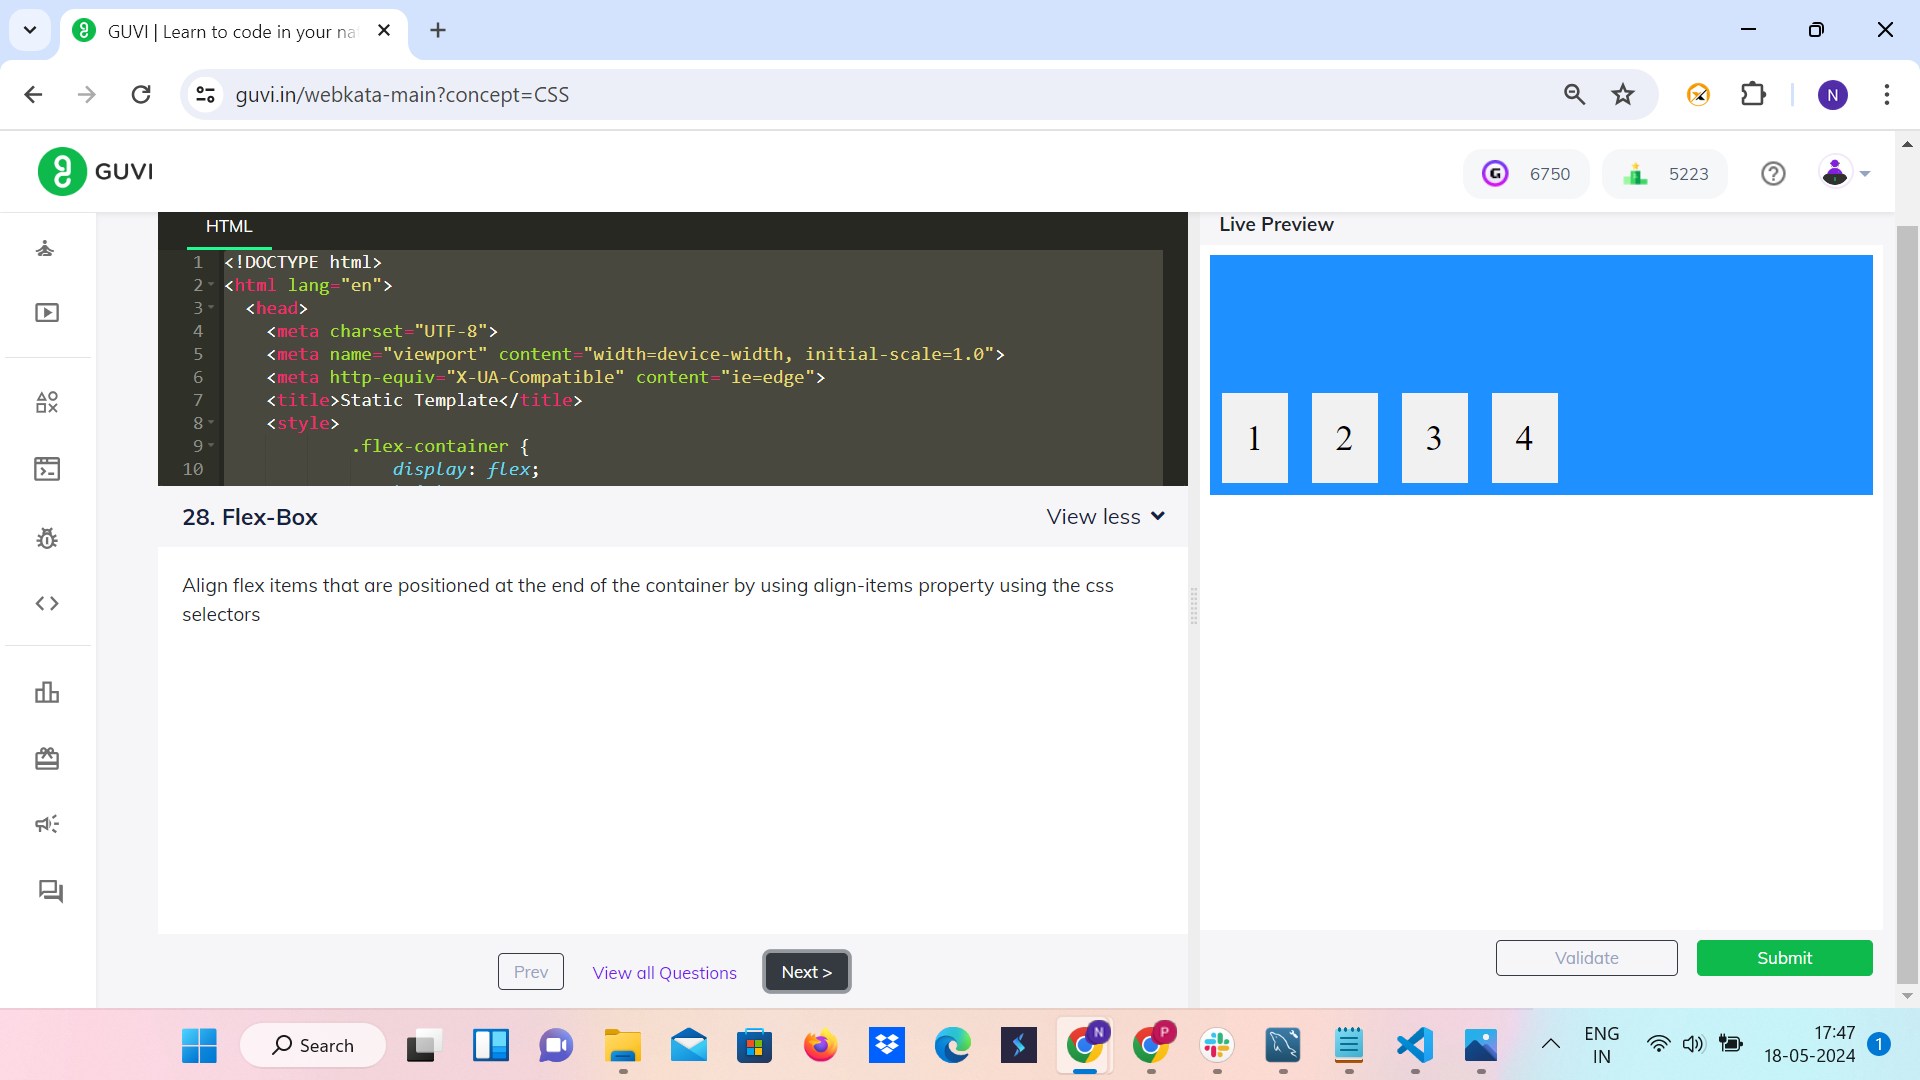 GUVI | Learn to code in your na
guvi.in/webkata-main?concept=CSS
N
GUVI
6750
5223
HTML
Live Preview
1 <!DOCTYPE html>
2 <html lang="en">
3 <head>
4 <meta charset="UTF-8">
5 <meta name="viewport" content="width=device-width, initial-scale=1.0">
6 <meta http-equiv="X-UA-Compatible" content="ie=edge">
7 <title>Static Template</title>
8 <style>
9 .flex-container {
10 display: flex;
1 2 3 4
28. Flex-Box
View less
Align flex items that are positioned at the end of the container by using align-items property using the css
selectors
Prev
View all Questions
Next >
Validate
Submit
Search
N
P
ENG
IN
17:47
18-05-2024
1